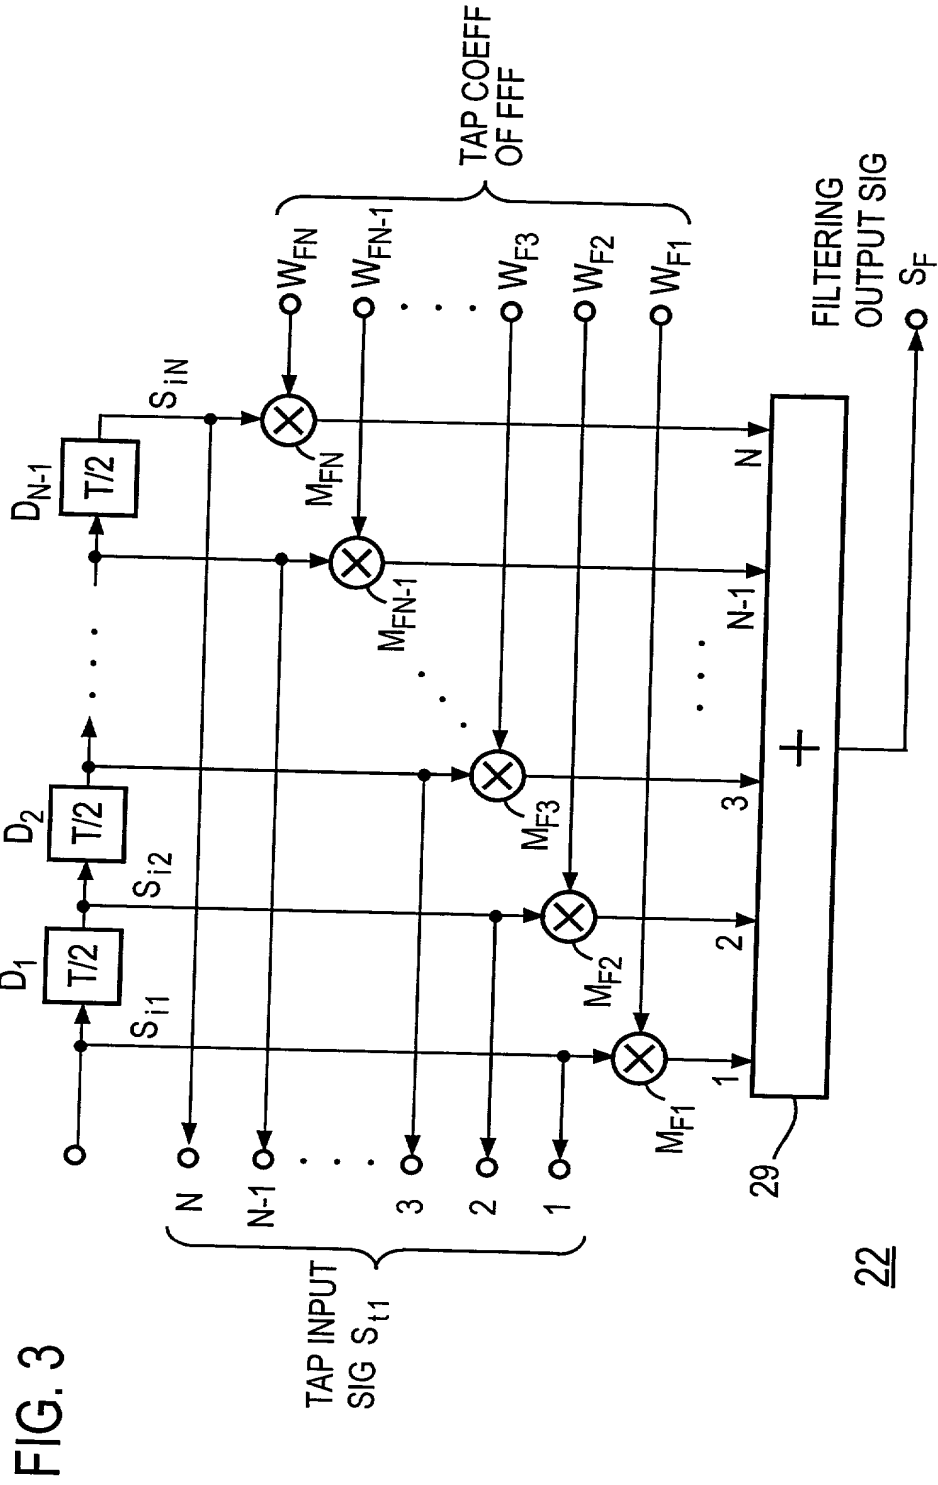 FIG. 3
D1
T/2
D2
T/2
DN-1
T/2
Si1
Si2
SiN
N
N-1
3
2
1
TAP INPUT
SIG St1
MF1
MF2
MF3
MFN-1
MFN
WFN
WFN-1
WF3
WF2
WF1
TAP COEFF
OF FFF
1
2
3
N-1
N
+
29
FILTERING
OUTPUT SIG
SF
22